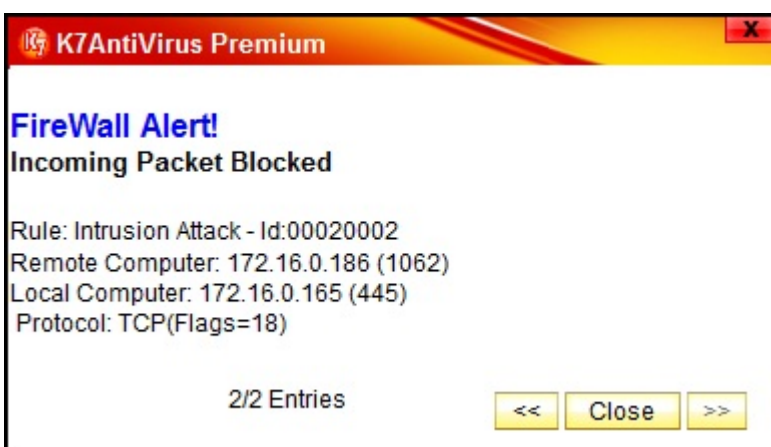 K7 K7AntiVirus Premium X
FireWall Alert!
Incoming Packet Blocked
Rule: Intrusion Attack - Id:00020002
Remote Computer: 172.16.0.186 (1062)
Local Computer: 172.16.0.165 (445)
Protocol: TCP(Flags=18)
2/2 Entries << Close >>